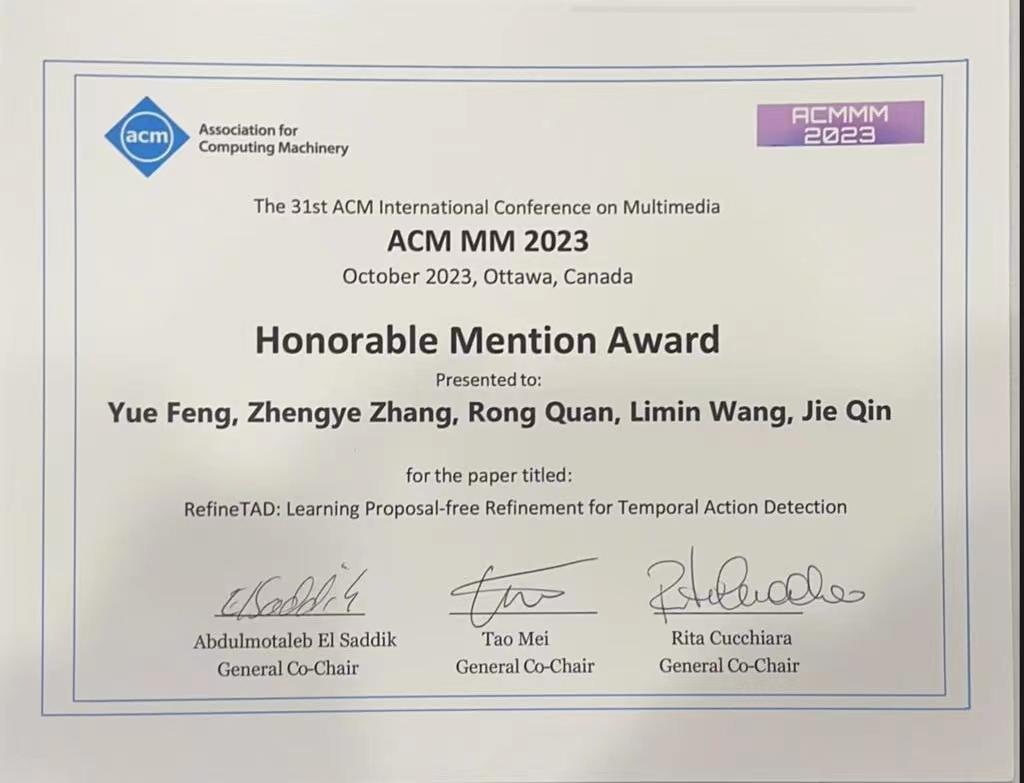 acm
Association for
Computing Machinery
ACMMM
2023
The 31st ACM International Conference on Multimedia
ACM MM 2023
October 2023, Ottawa, Canada
Honorable Mention Award
Presented to:
Yue Feng, Zhengye Zhang, Rong Quan, Limin Wang, Jie Qin
for the paper titled:
RefineTAD: Learning Proposal-free Refinement for Temporal Action Detection
Abdulmotaleb El Saddik
General Co-Chair
Tao Mei
General Co-Chair
Rita Cucchiara
General Co-Chair